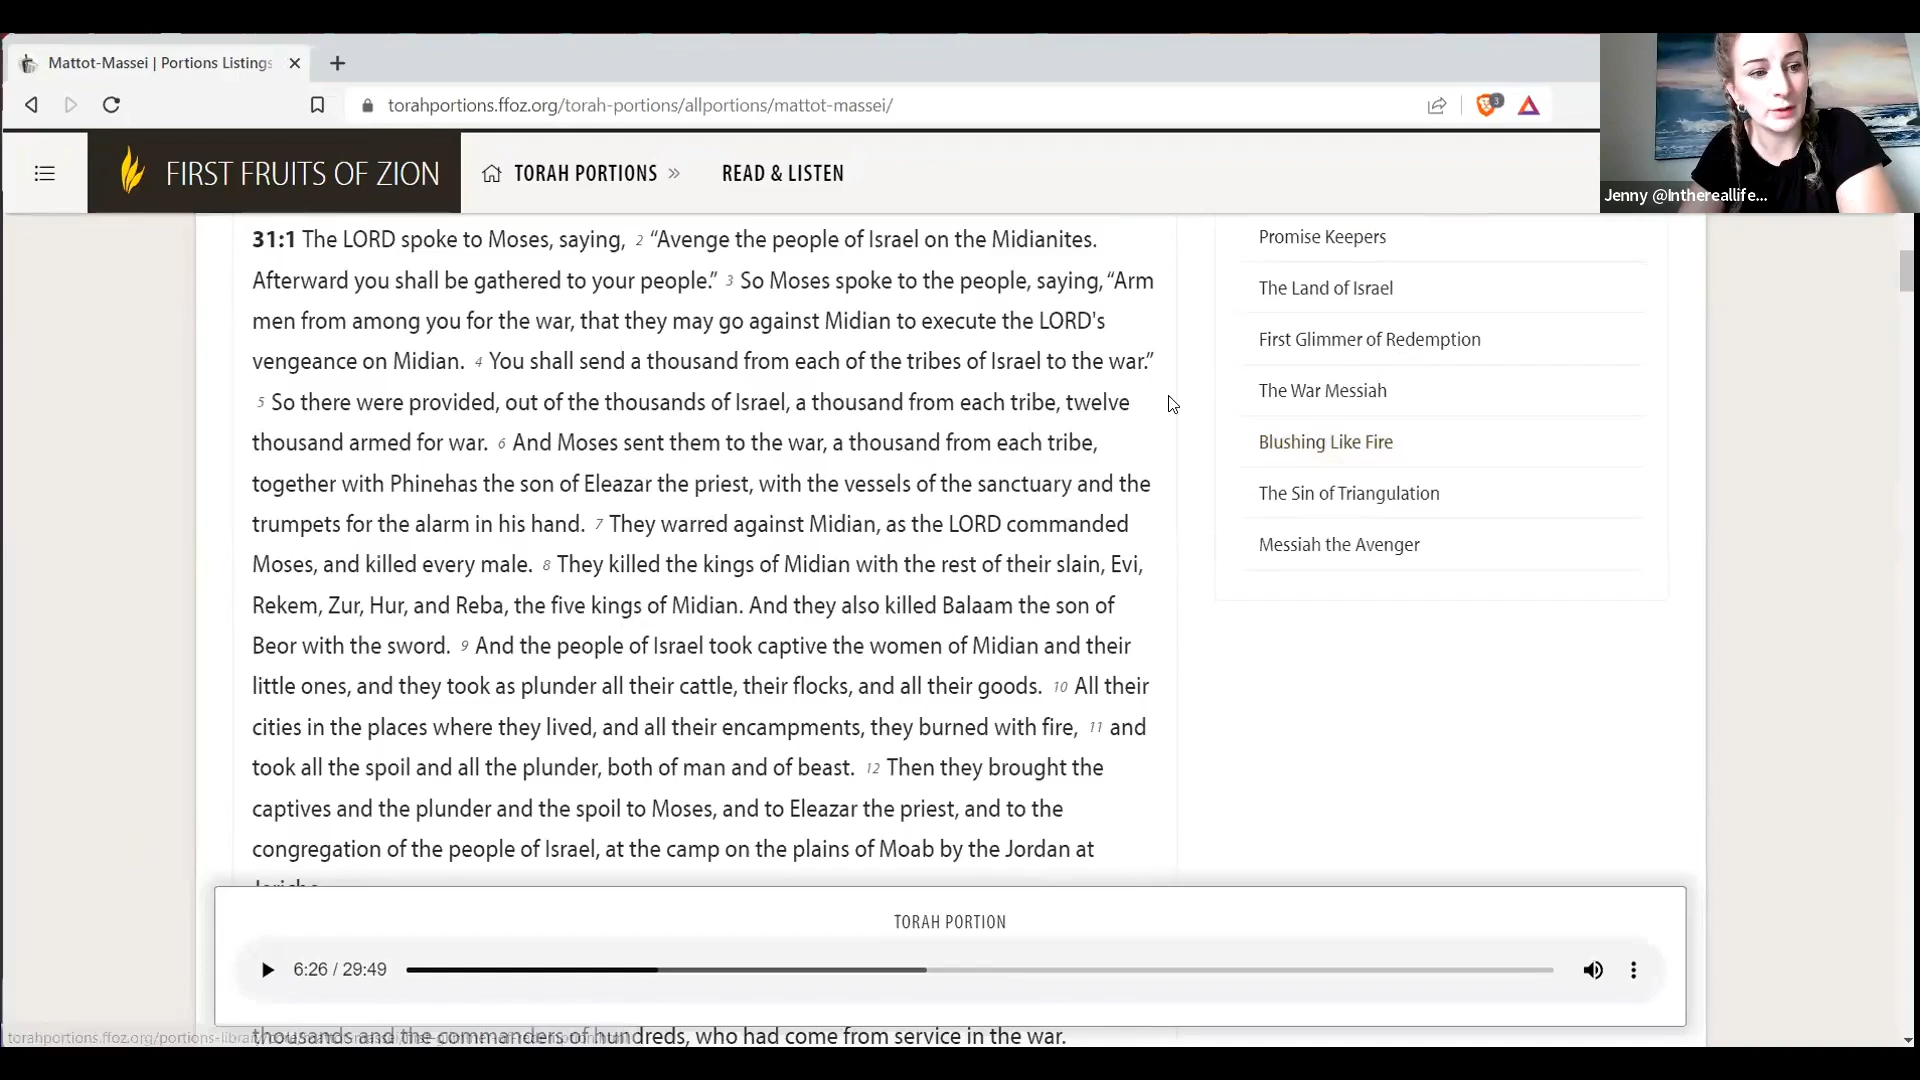 Mattot-Massei | Portions Listings
torahportions.ffoz.org/torah-portions/allportions/mattot-massei/
3
Jenny @Inthereallife...
FIRST FRUITS OF ZION
TORAH PORTIONS »
READ & LISTEN
31:1 The LORD spoke to Moses, saying, 2 “Avenge the people of Israel on the Midianites.
Afterward you shall be gathered to your people.” 3 So Moses spoke to the people, saying, “Arm
men from among you for the war, that they may go against Midian to execute the LORD's
vengeance on Midian. 4 You shall send a thousand from each of the tribes of Israel to the war.”
5 So there were provided, out of the thousands of Israel, a thousand from each tribe, twelve
thousand armed for war. 6 And Moses sent them to the war, a thousand from each tribe,
together with Phinehas the son of Eleazar the priest, with the vessels of the sanctuary and the
trumpets for the alarm in his hand. 7 They warred against Midian, as the LORD commanded
Moses, and killed every male. 8 They killed the kings of Midian with the rest of their slain, Evi,
Rekem, Zur, Hur, and Reba, the five kings of Midian. And they also killed Balaam the son of
Beor with the sword. 9 And the people of Israel took captive the women of Midian and their
little ones, and they took as plunder all their cattle, their flocks, and all their goods. 10 All their
cities in the places where they lived, and all their encampments, they burned with fire, 11 and
took all the spoil and all the plunder, both of man and of beast. 12 Then they brought the
captives and the plunder and the spoil to Moses, and to Eleazar the priest, and to the
congregation of the people of Israel, at the camp on the plains of Moab by the Jordan at
Promise Keepers
The Land of Israel
First Glimmer of Redemption
The War Messiah
Blushing Like Fire
The Sin of Triangulation
Messiah the Avenger
TORAH PORTION
6:26 / 29:49
thousands and the commanders of hundreds, who had come from service in the war.